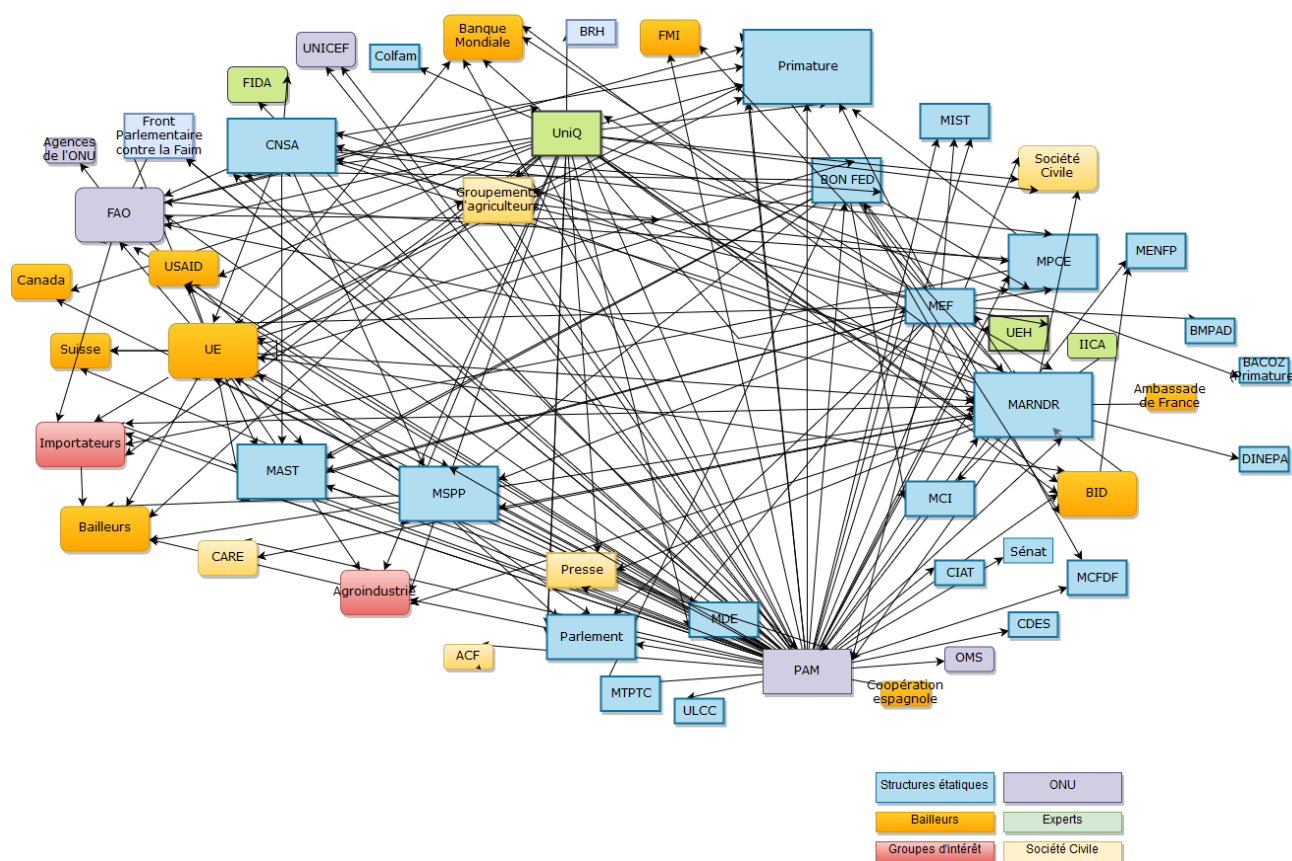 Banque
Mondiale
BRH
FMI
UNICEF
Colfam
Primature
FIDA
UniQ
MIST
Front
Parlementaire
contre la Faim
CNSA
Agences
de l'ONU
Société
Civile
BON FED
Groupements
d'agriculteurs
FAO
MENFP
MPCE
USAID
Canada
MEF
BMPAD
UEH
IICA
Suisse
UE
BACOZ
(Primature)
Ambassade
de France
MARNDR
Importateurs
DINEPA
MAST
MSPP
BID
MCI
Bailleurs
Sénat
CARE
Presse
CIAT
MCFDF
Agroindustrie
MDE
CDES
Parlement
ACF
OMS
PAM
MTPTC
Coopération
espagnole
ULCC
Structures étatiques
ONU
Bailleurs
Experts
Groupes d'intérêt
Société Civile